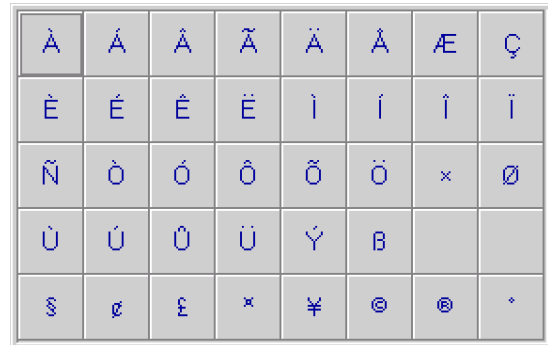 À Á Â Ã Ä Å Æ Ç
È É Ê Ë Ì Í Î Ï
Ñ Ò Ó Ô Õ Ö × Ø
Ù Ú Û Ü Ý ß
§ ¢ £ ¤ ¥ © ® °